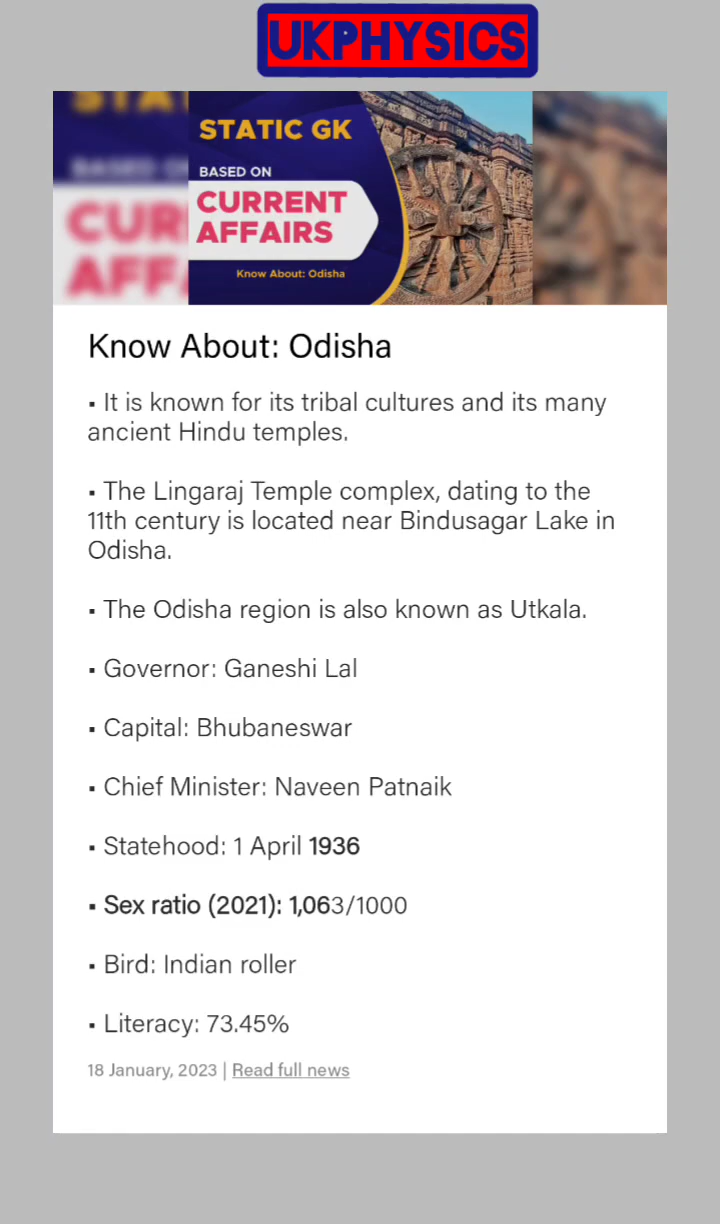 UKPHYSICS
STATIC GK
BASED ON
CURRENT
AFFAIRS
Know About: Odisha
Know About: Odisha
▪ It is known for its tribal cultures and its many
ancient Hindu temples.
▪ The Lingaraj Temple complex, dating to the
11th century is located near Bindusagar Lake in
Odisha.
▪ The Odisha region is also known as Utkala.
▪ Governor: Ganeshi Lal
▪ Capital: Bhubaneswar
▪ Chief Minister: Naveen Patnaik
▪ Statehood: 1 April 1936
▪ Sex ratio (2021): 1,063/1000
▪ Bird: Indian roller
▪ Literacy: 73.45%
18 January, 2023 | Read full news